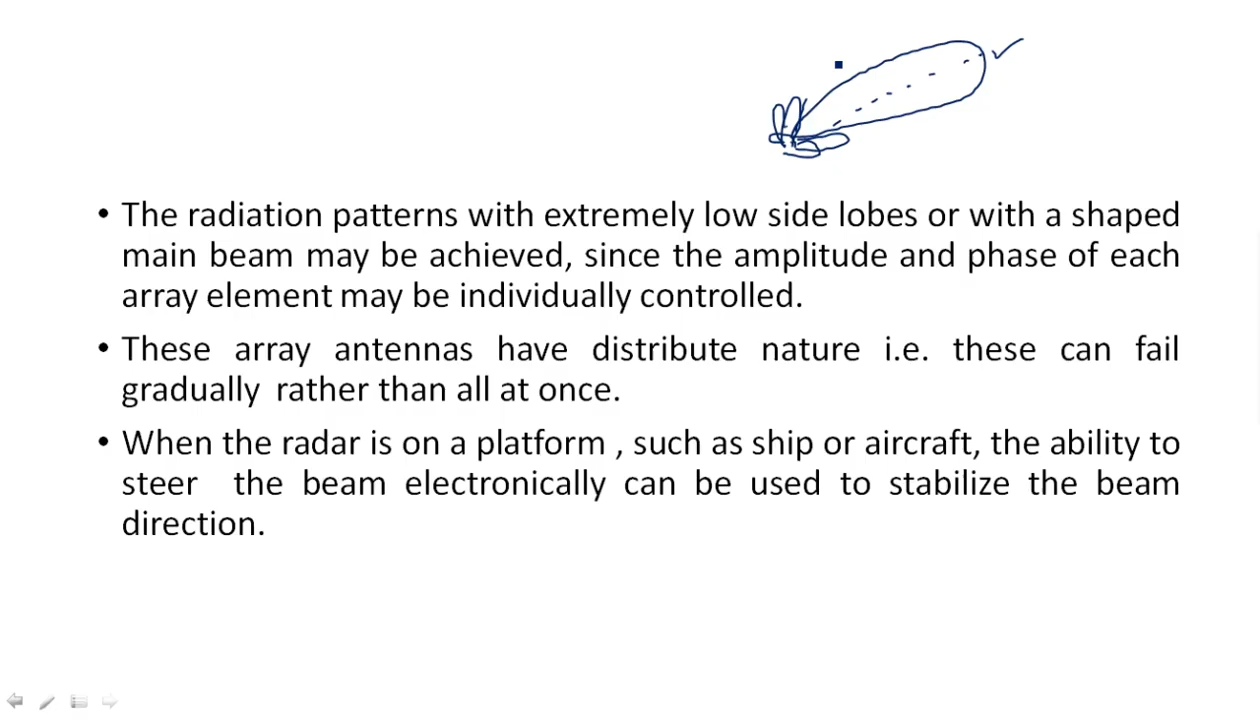 • The radiation patterns with extremely low side lobes or with a shaped
main beam may be achieved, since the amplitude and phase of each
array element may be individually controlled.
• These array antennas have distribute nature i.e. these can fail
gradually rather than all at once.
• When the radar is on a platform , such as ship or aircraft, the ability to
steer the beam electronically can be used to stabilize the beam
direction.